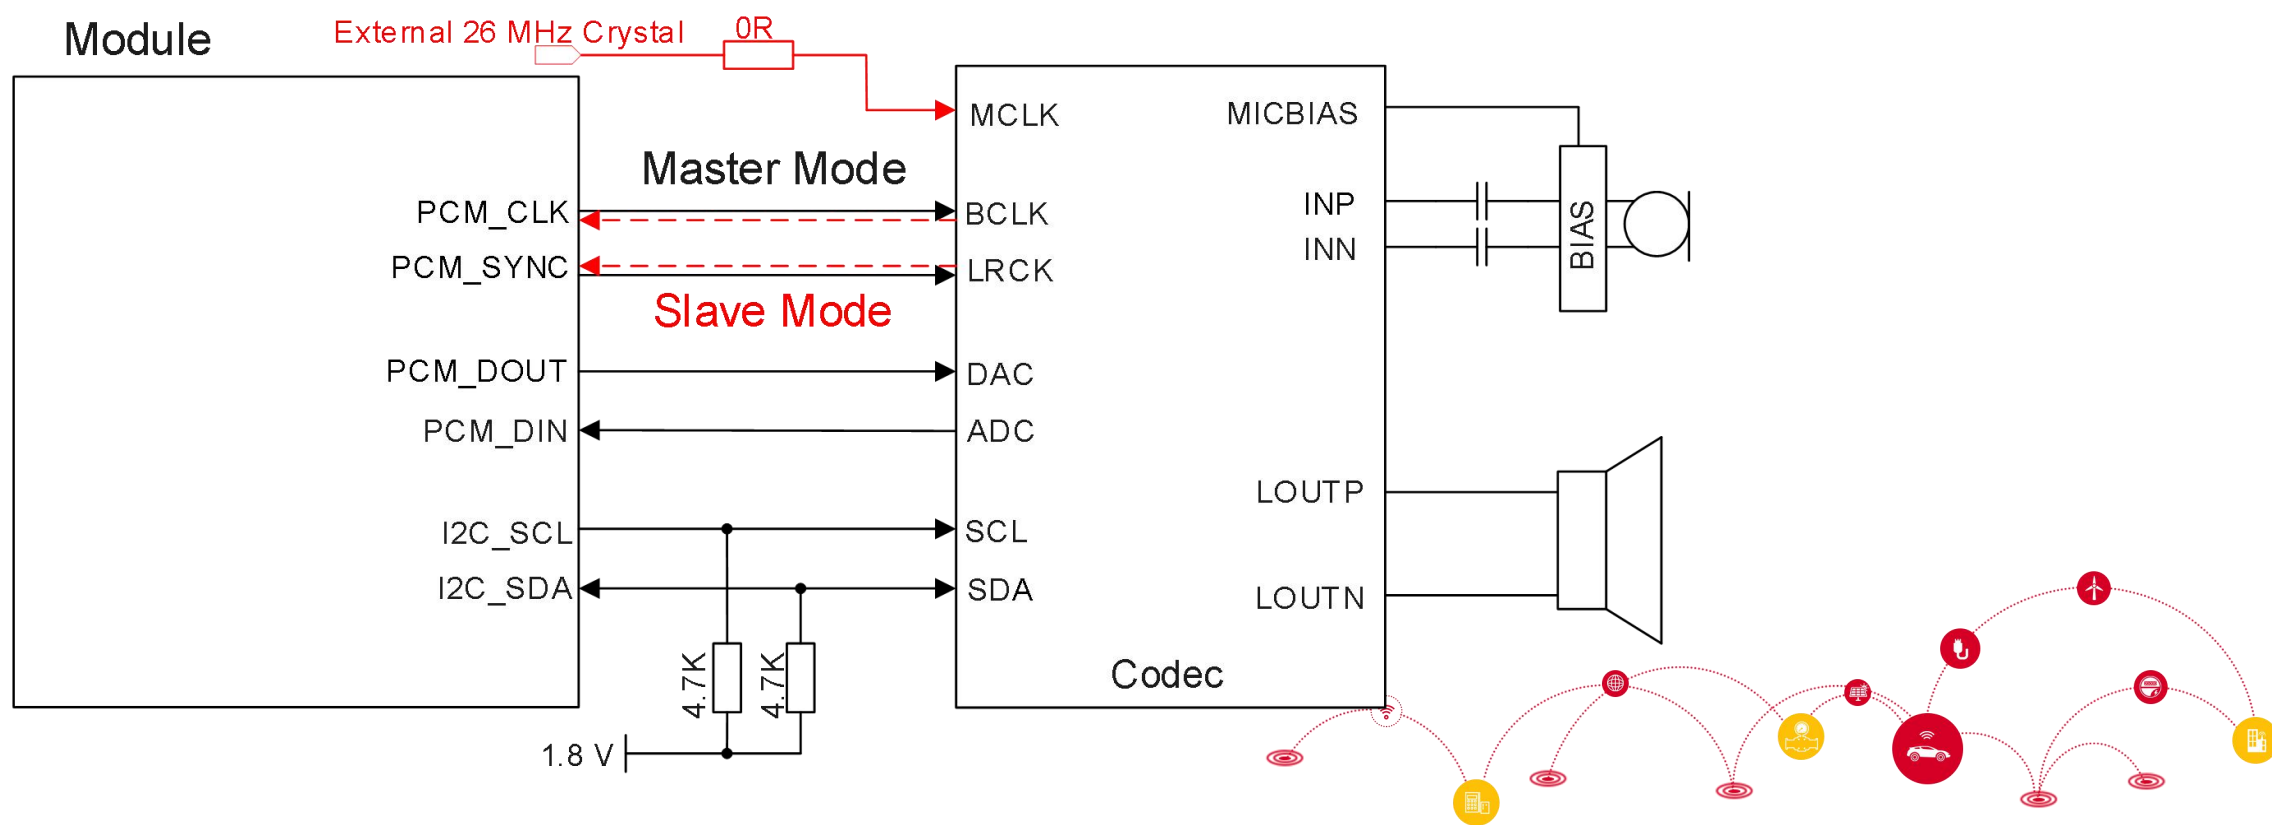 Module
External 26 MHz Crystal
0R
MCLK
MICBIAS
Master Mode
PCM_CLK
BCLK
INP
PCM_SYNC
LRCK
INN
BIAS
Slave Mode
PCM_DOUT
DAC
PCM_DIN
ADC
LOUTP
I2C_SCL
SCL
I2C_SDA
SDA
LOUTN
4.7K
4.7K
Codec
1.8 V